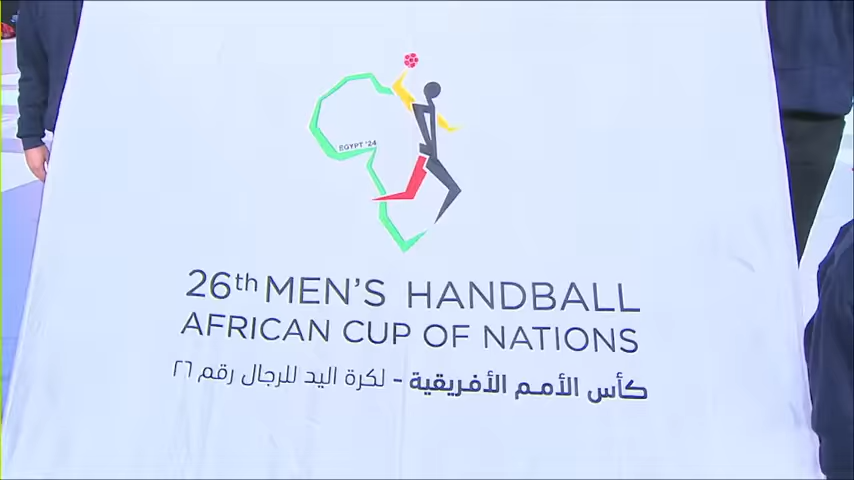 EGYPT '24
26th MEN'S HANDBALL
AFRICAN CUP OF NATIONS
كأس الأمم الأفريقية - لكرة اليد للرجال رقم ٢٦